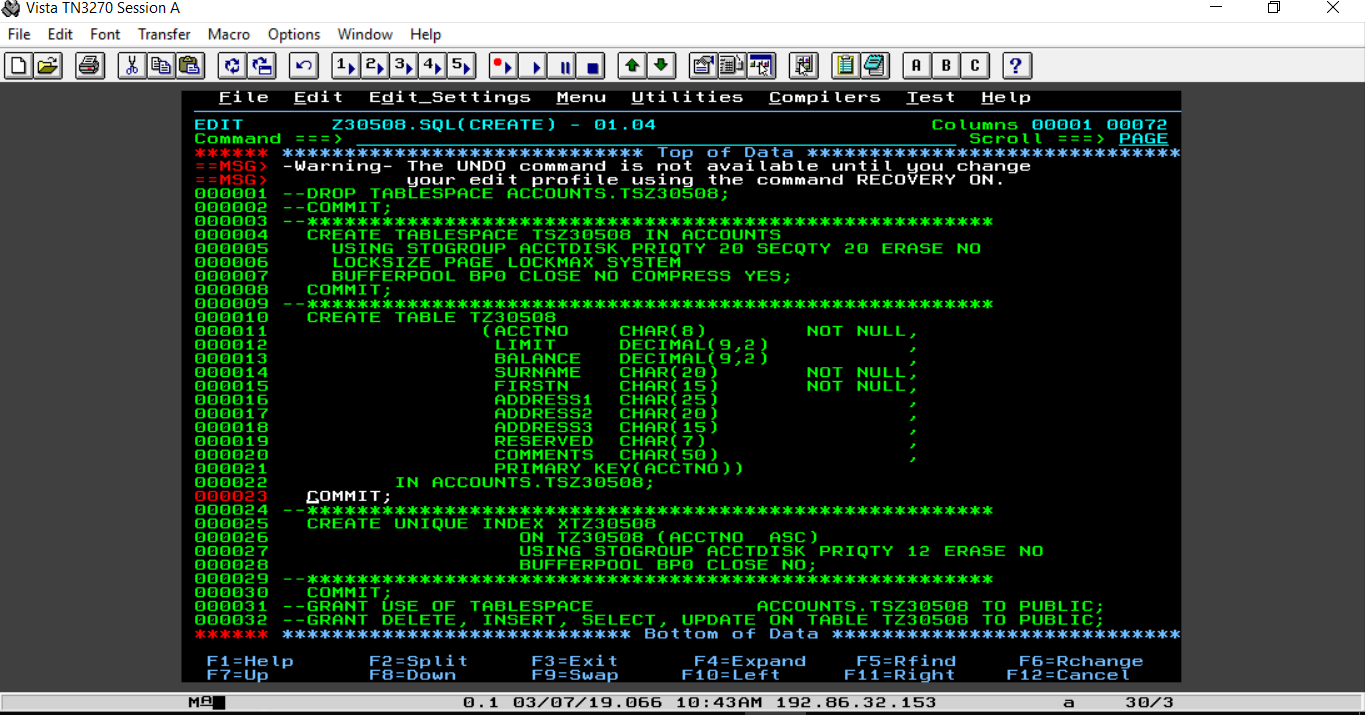 Vista TN3270 Session A
File Edit Font Transfer Macro Options Window Help
1 2 3 4 5 A B C ?
File Edit Edit_Settings Menu Utilities Compilers Test Help
EDIT Z30508.SQL(CREATE) - 01.04 Columns 00001 00072
Command ===> Scroll ===> PAGE
****** ***************************** Top of Data ******************************
==MSG> -Warning- The UNDO command is not available until you change
==MSG> your edit profile using the command RECOVERY ON.
000001 --DROP TABLESPACE ACCOUNTS.TSZ30508;
000002 --COMMIT;
000003 --*******************************************************
000004 CREATE TABLESPACE TSZ30508 IN ACCOUNTS
000005 USING STOGROUP ACCTDISK PRIQTY 20 SECQTY 20 ERASE NO
000006 LOCKSIZE PAGE LOCKMAX SYSTEM
000007 BUFFERPOOL BP0 CLOSE NO COMPRESS YES;
000008 COMMIT;
000009 --*******************************************************
000010 CREATE TABLE TZ30508
000011 (ACCTNO CHAR(8) NOT NULL,
000012 LIMIT DECIMAL(9,2) ,
000013 BALANCE DECIMAL(9,2) ,
000014 SURNAME CHAR(20) NOT NULL,
000015 FIRSTN CHAR(15) NOT NULL,
000016 ADDRESS1 CHAR(25) ,
000017 ADDRESS2 CHAR(20) ,
000018 ADDRESS3 CHAR(15) ,
000019 RESERVED CHAR(7) ,
000020 COMMENTS CHAR(50) ,
000021 PRIMARY KEY(ACCTNO))
000022 IN ACCOUNTS.TSZ30508;
000023 COMMIT;
000024 --*******************************************************
000025 CREATE UNIQUE INDEX XTZ30508
000026 ON TZ30508 (ACCTNO ASC)
000027 USING STOGROUP ACCTDISK PRIQTY 12 ERASE NO
000028 BUFFERPOOL BP0 CLOSE NO;
000029 --*******************************************************
000030 COMMIT;
000031 --GRANT USE OF TABLESPACE ACCOUNTS.TSZ30508 TO PUBLIC;
000032 --GRANT DELETE, INSERT, SELECT, UPDATE ON TABLE TZ30508 TO PUBLIC;
****** **************************** Bottom of Data ****************************
F1=Help F2=Split F3=Exit F4=Expand F5=Rfind F6=Rchange
F7=Up F8=Down F9=Swap F10=Left F11=Right F12=Cancel
MA 0.1 03/07/19.066 10:43AM 192.86.32.153 a 30/3